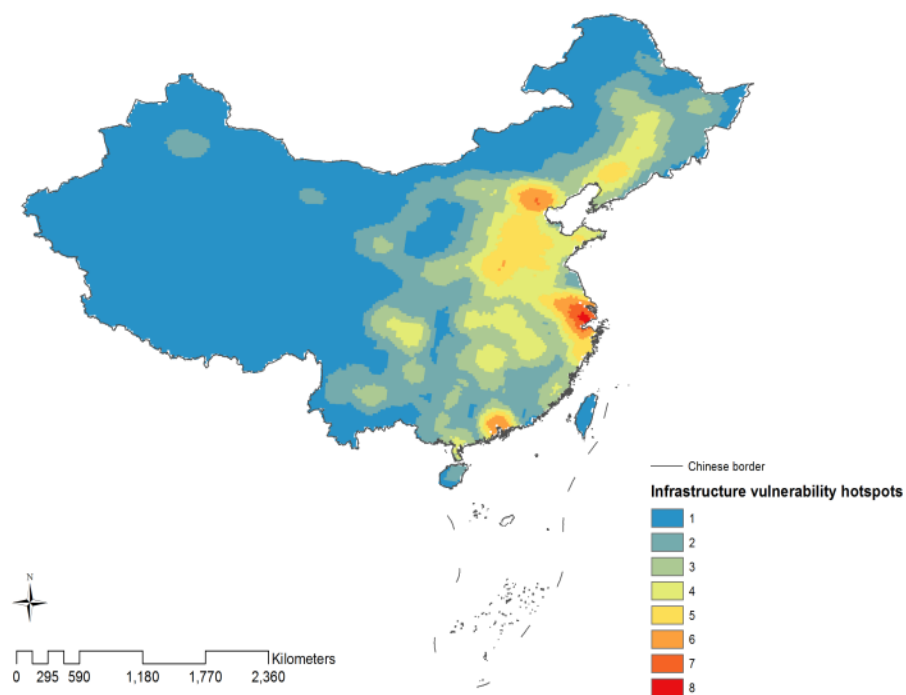 Chinese border
Infrastructure vulnerability hotspots
1
2
3
4
5
6
7
8
N
Kilometers
0 295 590 1,180 1,770 2,360